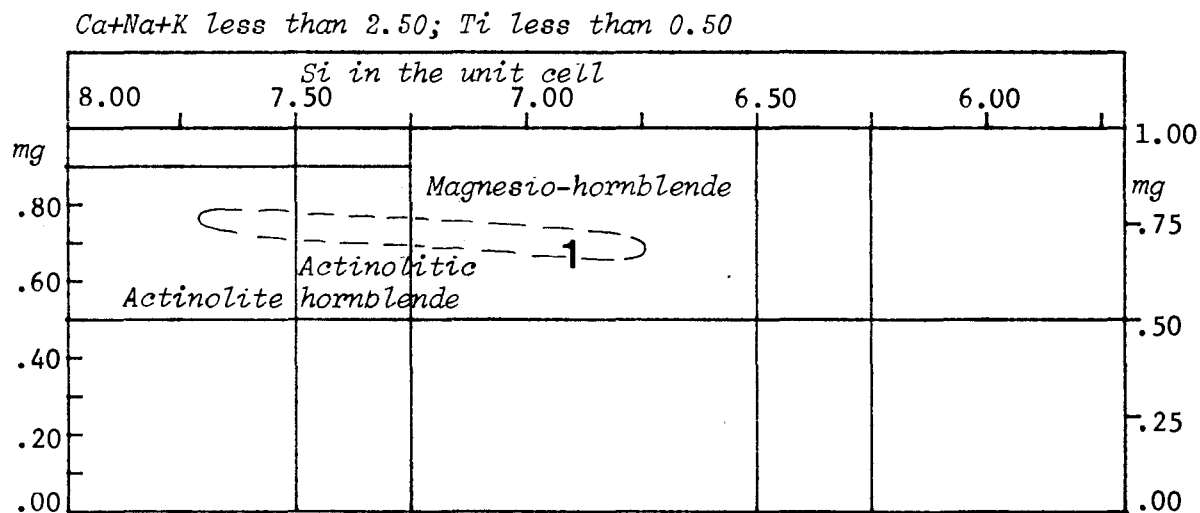 Ca+Na+K less than 2.50; Ti less than 0.50
Si in the unit cell
8.00 7.50 7.00 6.50 6.00
1.00
mg
Magnesio-hornblende
mg
.80
.75
1
.60
Actinolitic
Actinolite hornblende
.50
.40
.25
.20
.00 .00